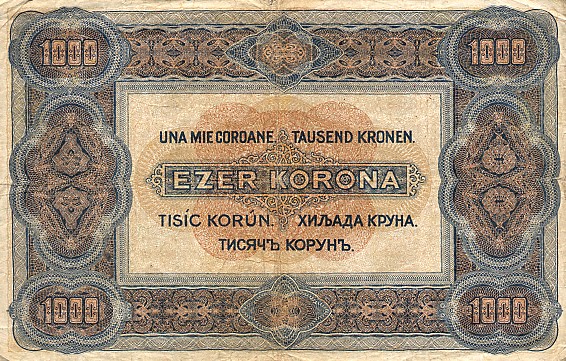 1000 1000
UNA MIE COROANE. TAUSEND KRONEN.
EZER KORONA
TISÍC KORÚN. ХИЉАДА КРУНА.
ТИСЯЧЪ КОРУНЪ.
1000 1000